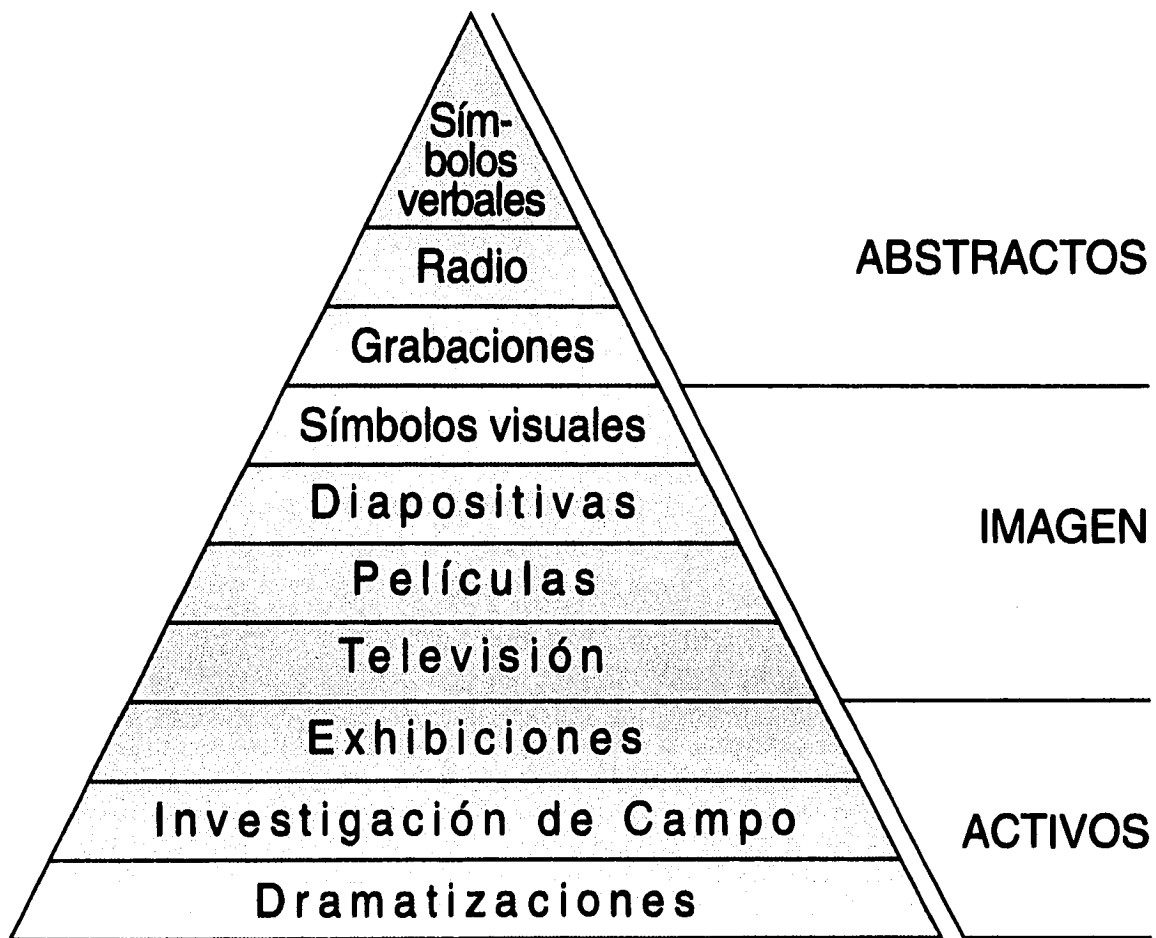 Sím-
bolos
verbales
Radio
Grabaciones
Símbolos visuales
Diapositivas
Películas
Televisión
Exhibiciones
Investigación de Campo
Dramatizaciones
ABSTRACTOS
IMAGEN
ACTIVOS